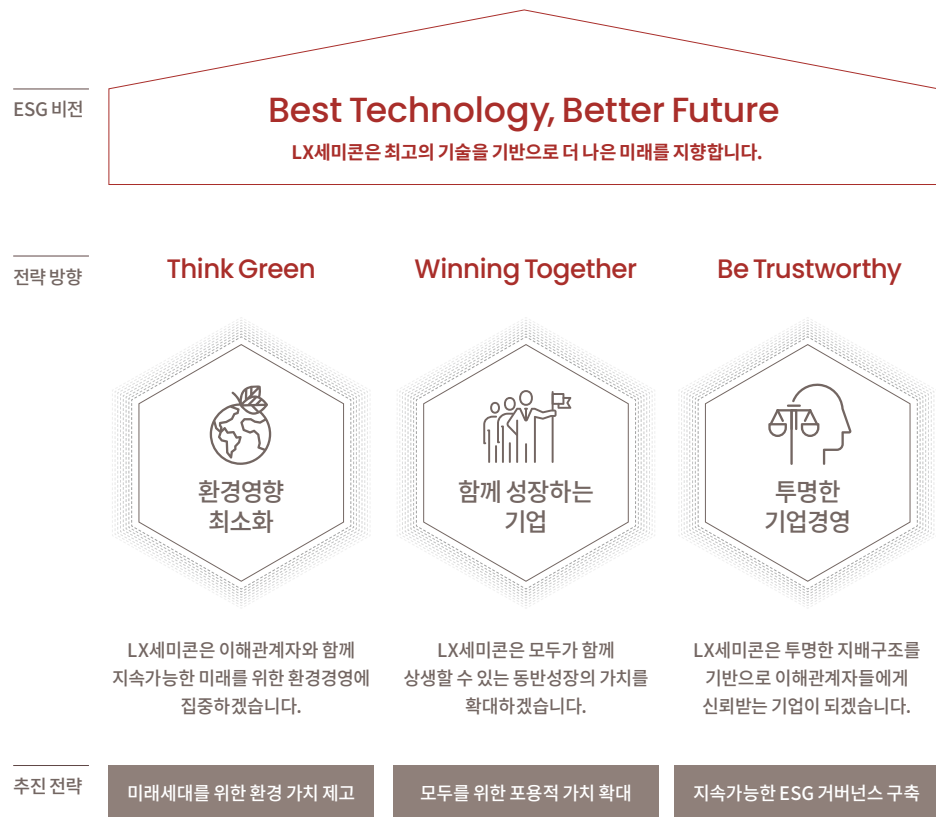 ESG 비전
Best Technology, Better Future
LX세미콘은 최고의 기술을 기반으로 더 나은 미래를 지향합니다.
전략 방향
Think Green
Winning Together
Be Trustworthy
환경영향
최소화
함께 성장하는
기업
투명한
기업경영
LX세미콘은 이해관계자와 함께
지속가능한 미래를 위한 환경경영에
집중하겠습니다.
LX세미콘은 모두가 함께
상생할 수 있는 동반성장의 가치를
확대하겠습니다.
LX세미콘은 투명한 지배구조를
기반으로 이해관계자들에게
신뢰받는 기업이 되겠습니다.
추진 전략
미래세대를 위한 환경 가치 제고
모두를 위한 포용적 가치 확대
지속가능한 ESG 거버넌스 구축